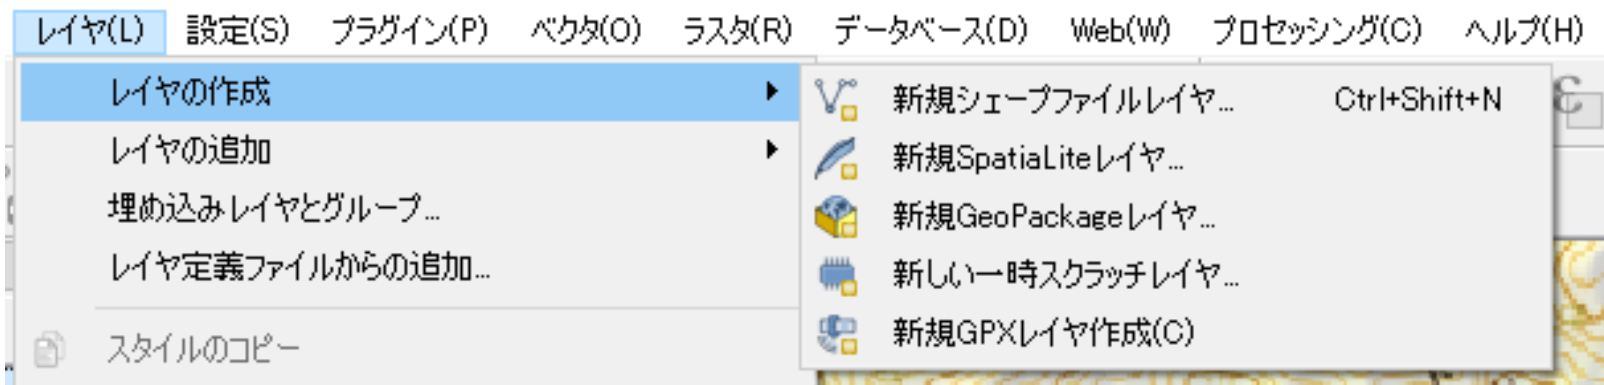 レイヤ(L) 設定(S) プラグイン(P) ベクタ(O) ラスタ(R) データベース(D) Web(W) プロセッシング(C) ヘルプ(H)
レイヤの作成
レイヤの追加
埋め込みレイヤとグループ...
レイヤ定義ファイルからの追加...
スタイルのコピー
新規シェープファイルレイヤ... Ctrl+Shift+N
新規SpatiaLiteレイヤ...
新規GeoPackageレイヤ...
新しい一時スクラッチレイヤ...
新規GPXレイヤ作成(C)